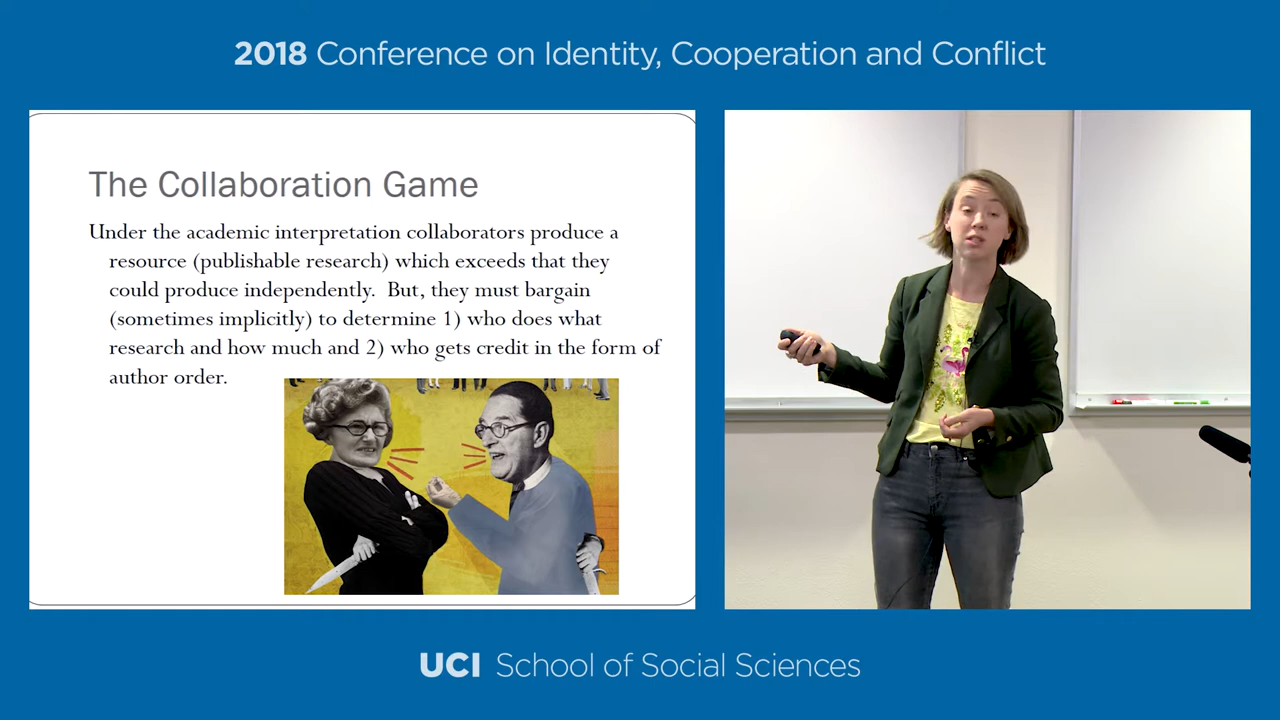 2018 Conference on Identity, Cooperation and Conflict
The Collaboration Game
Under the academic interpretation collaborators produce a
resource (publishable research) which exceeds that they
could produce independently. But, they must bargain
(sometimes implicitly) to determine 1) who does what
research and how much and 2) who gets credit in the form of
author order.
UCI School of Social Sciences